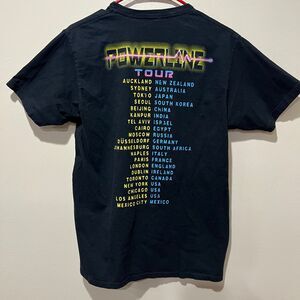 POWERLINE
TOUR
AUCKLAND NEW ZEALAND
SYDNEY AUSTRALIA
TOKYO JAPAN
SEOUL SOUTH KOREA
BEIJING CHINA
KANPUR INDIA
TEL AVIV ISRAEL
CAIRO EGYPT
MOSCOW RUSSIA
DÜSSELDORF GERMANY
JOHANNESBURG SOUTH AFRICA
NAPLES ITALY
PARIS FRANCE
LONDON ENGLAND
DUBLIN IRELAND
TORONTO CANADA
NEW YORK USA
CHICAGO USA
LOS ANGELES USA
MEXICO CITY MEXICO